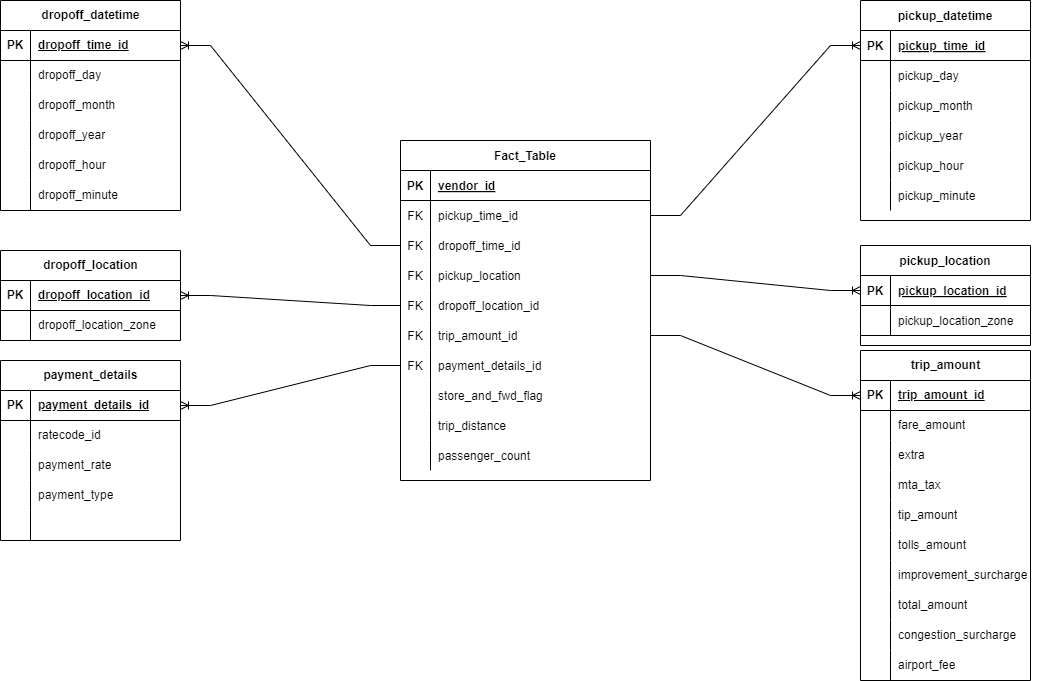 dropoff_datetime
PK dropoff_time_id
dropoff_day
dropoff_month
dropoff_year
dropoff_hour
dropoff_minute
dropoff_location
PK dropoff_location_id
dropoff_location_zone
payment_details
PK payment_details_id
ratecode_id
payment_rate
payment_type
Fact_Table
PK vendor_id
FK pickup_time_id
FK dropoff_time_id
FK pickup_location
FK dropoff_location_id
FK trip_amount_id
FK payment_details_id
store_and_fwd_flag
trip_distance
passenger_count
pickup_datetime
PK pickup_time_id
pickup_day
pickup_month
pickup_year
pickup_hour
pickup_minute
pickup_location
PK pickup_location_id
pickup_location_zone
trip_amount
PK trip_amount_id
fare_amount
extra
mta_tax
tip_amount
tolls_amount
improvement_surcharge
total_amount
congestion_surcharge
airport_fee